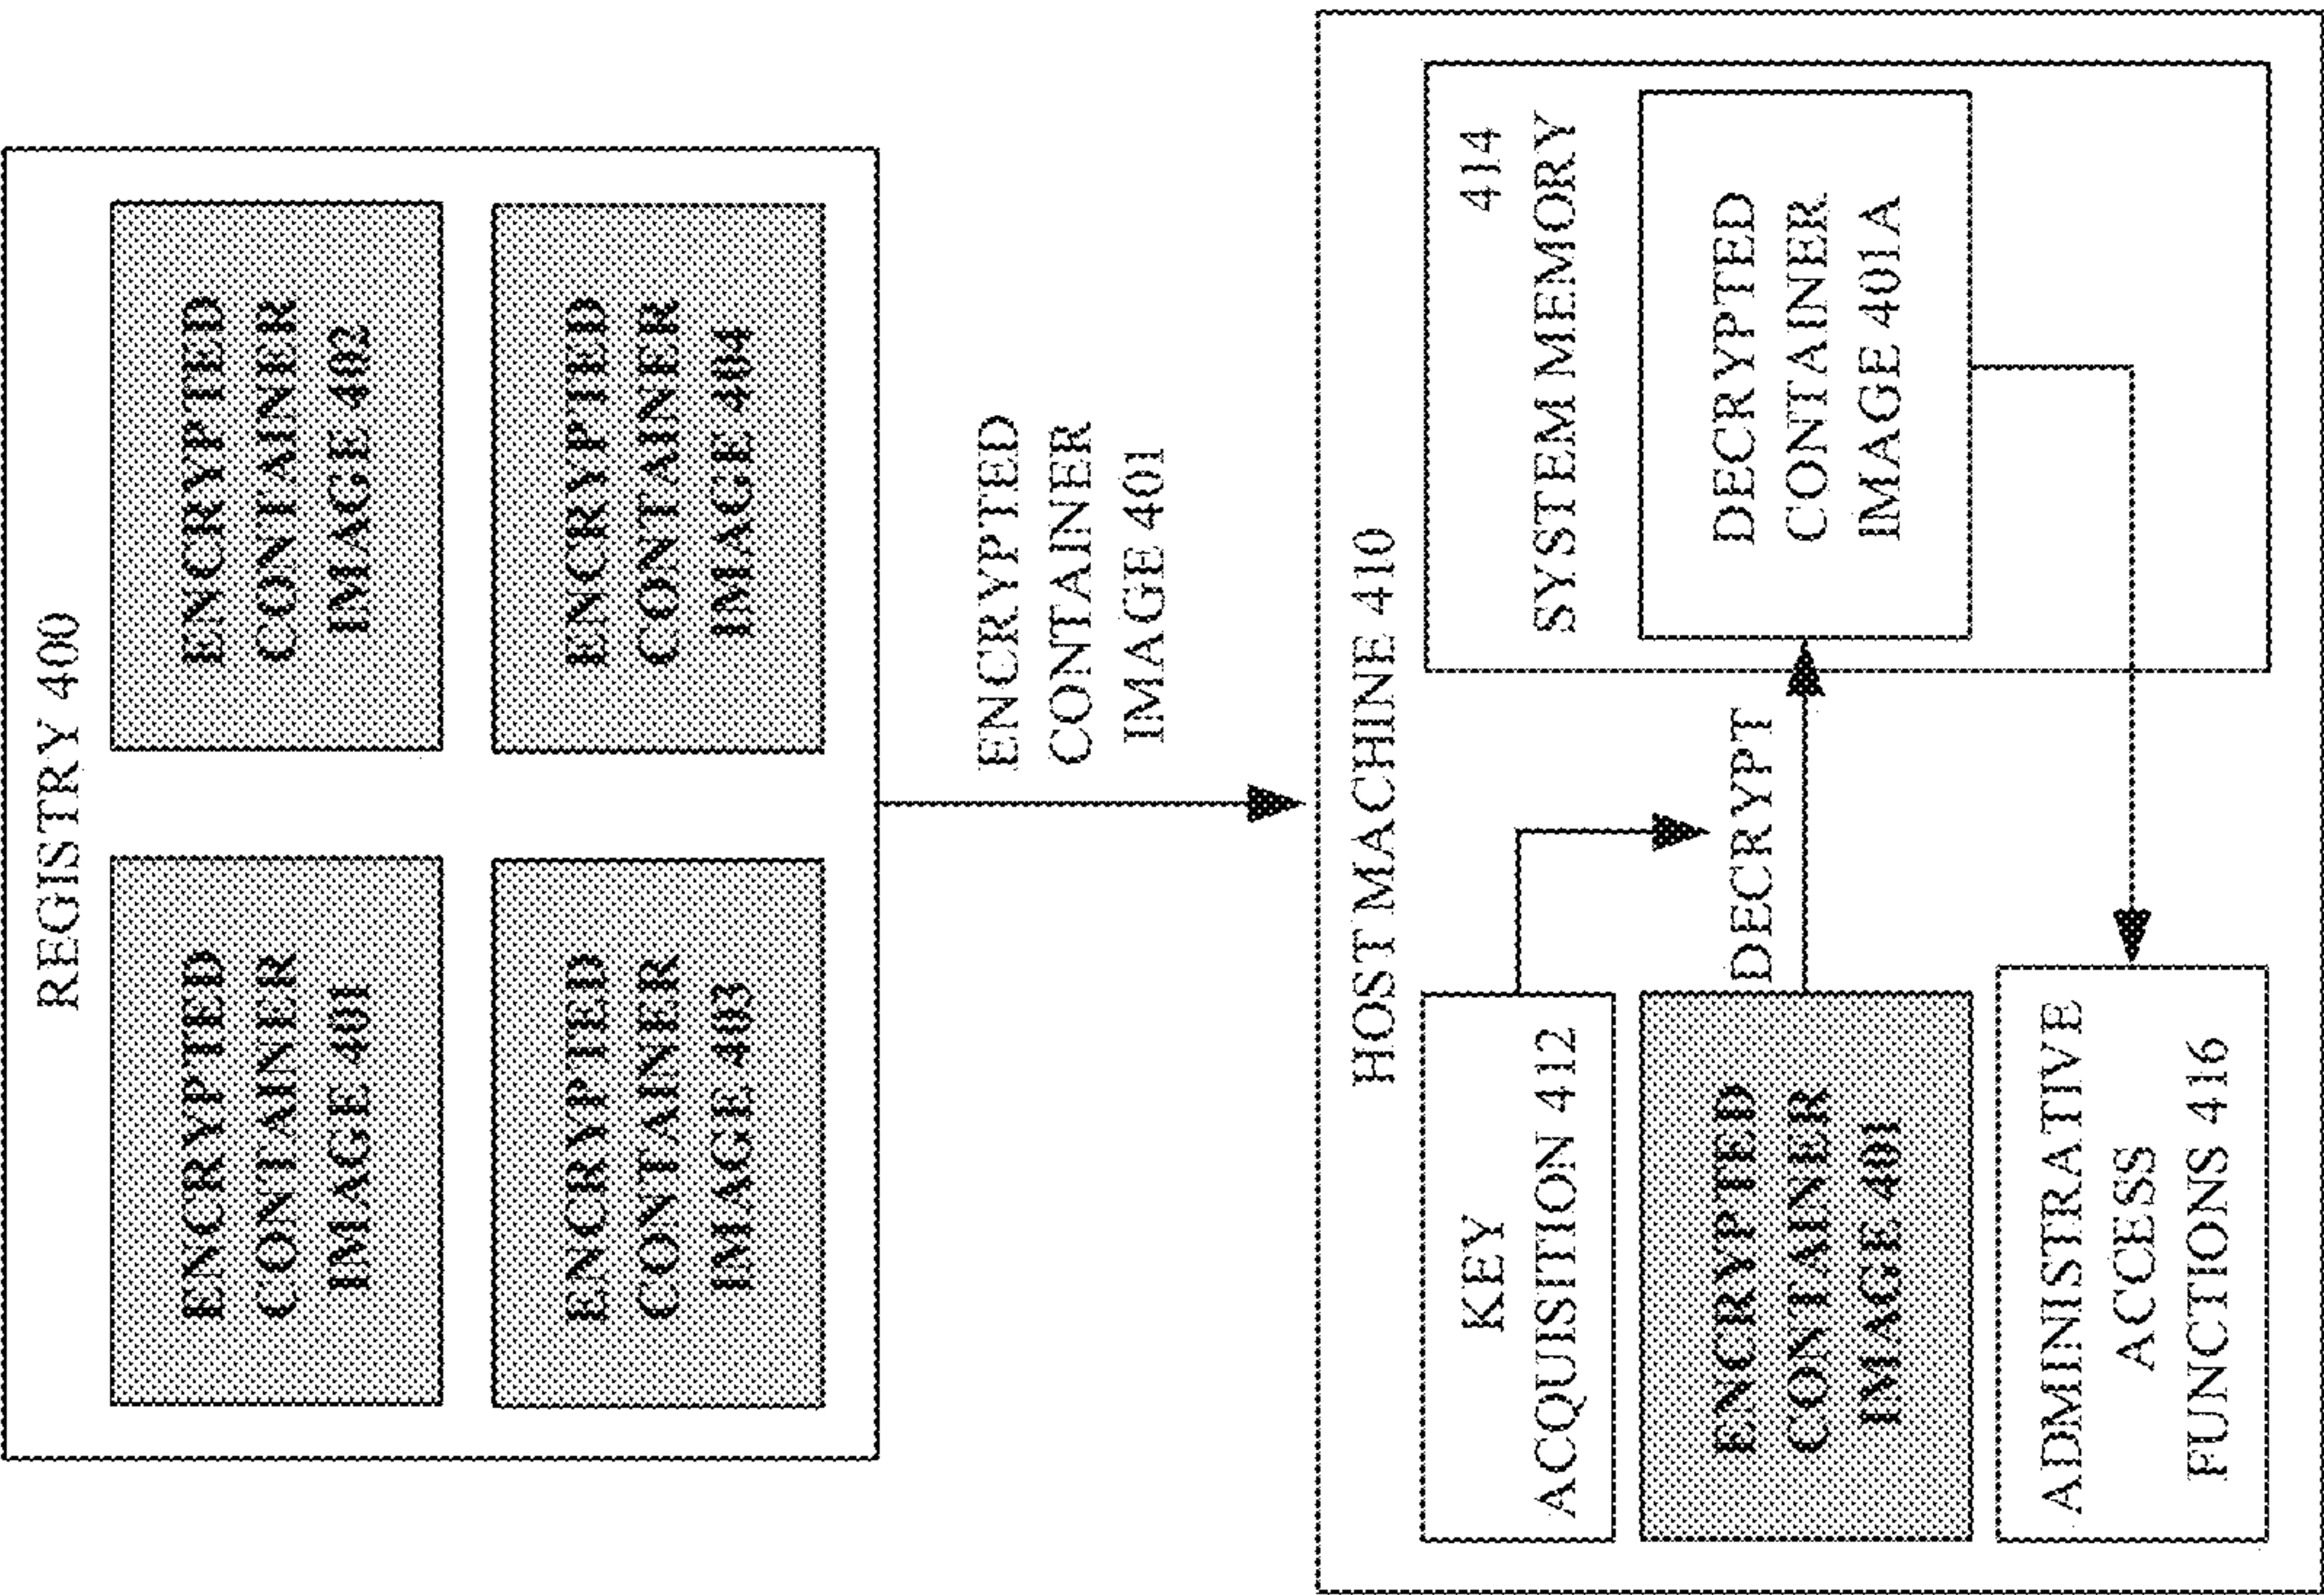 REGISTRY 400
ENCRYPTED
CONTAINER
IMAGE 401
ENCRYPTED
CONTAINER
IMAGE 402
ENCRYPTED
CONTAINER
IMAGE 403
ENCRYPTED
CONTAINER
IMAGE 404
ENCRYPTED
CONTAINER
IMAGE 401
HOST MACHINE 410
KEY
ACQUISITION 412
DECRYPT
ENCRYPTED
CONTAINER
IMAGE 401
ADMINISTRATIVE
ACCESS
FUNCTIONS 416
414
SYSTEM MEMORY
DECRYPTED
CONTAINER
IMAGE 401A